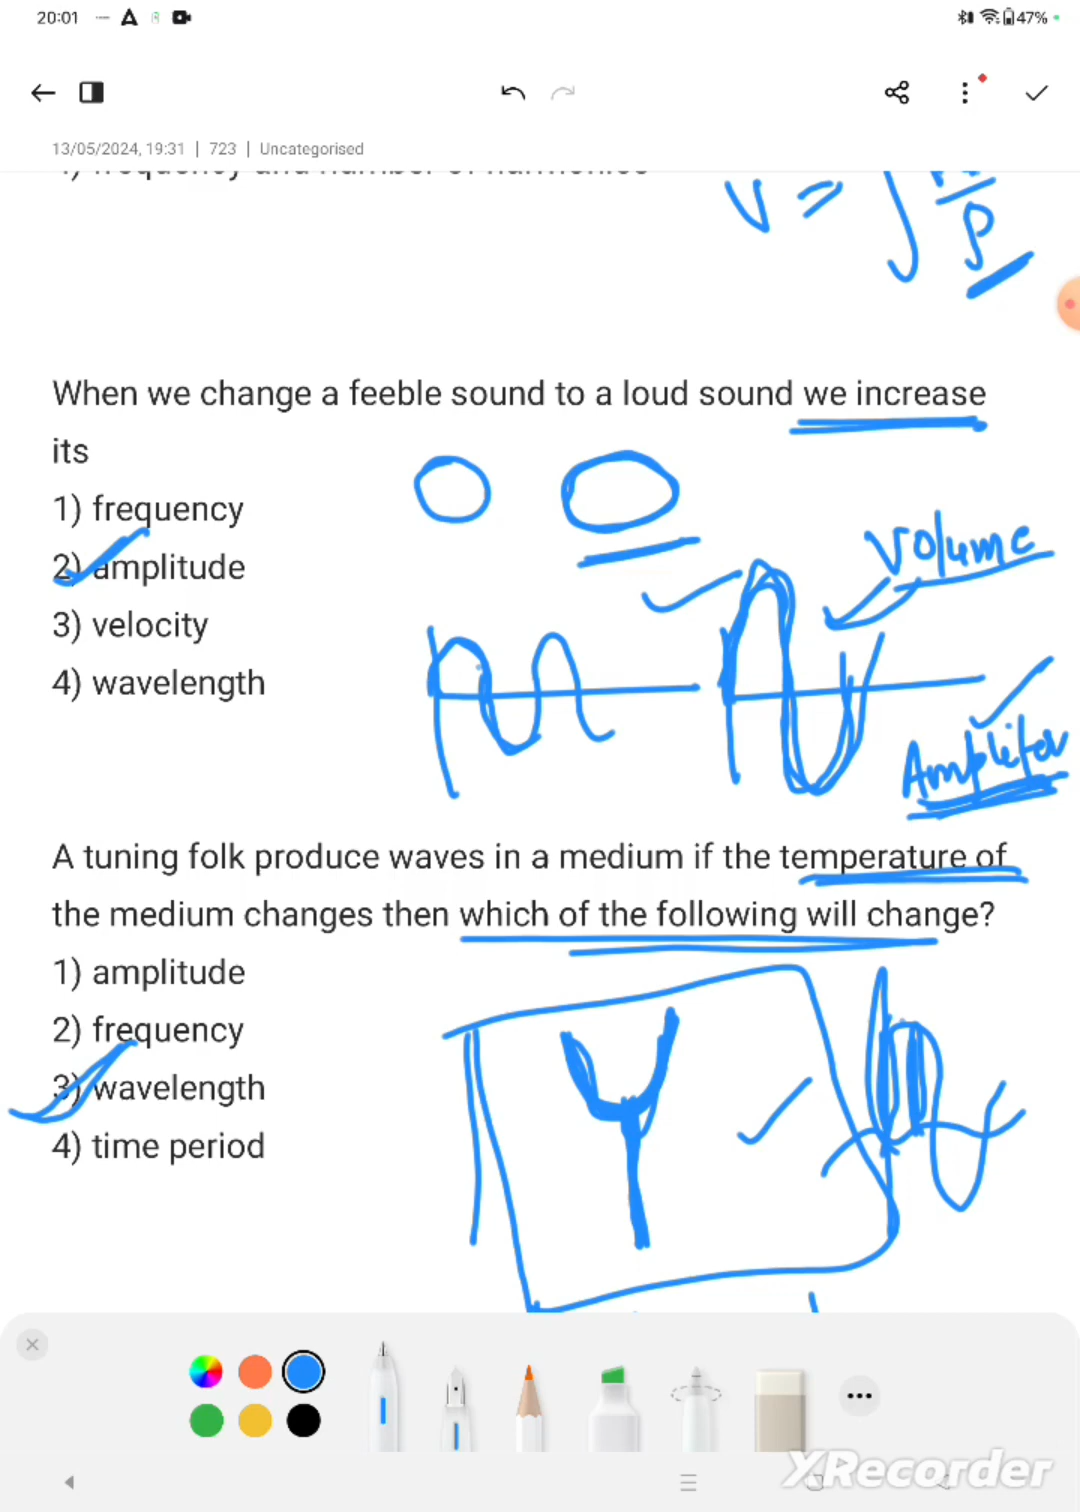 20:01
47%
13/05/2024, 19:31 | 723 | Uncategorised
v =
ρ
When we change a feeble sound to a loud sound we increase
its
1) frequency
2) amplitude
3) velocity
4) wavelength
Volume
Amplifer
A tuning folk produce waves in a medium if the temperature of
the medium changes then which of the following will change?
1) amplitude
2) frequency
3) wavelength
4) time period
XRecorder